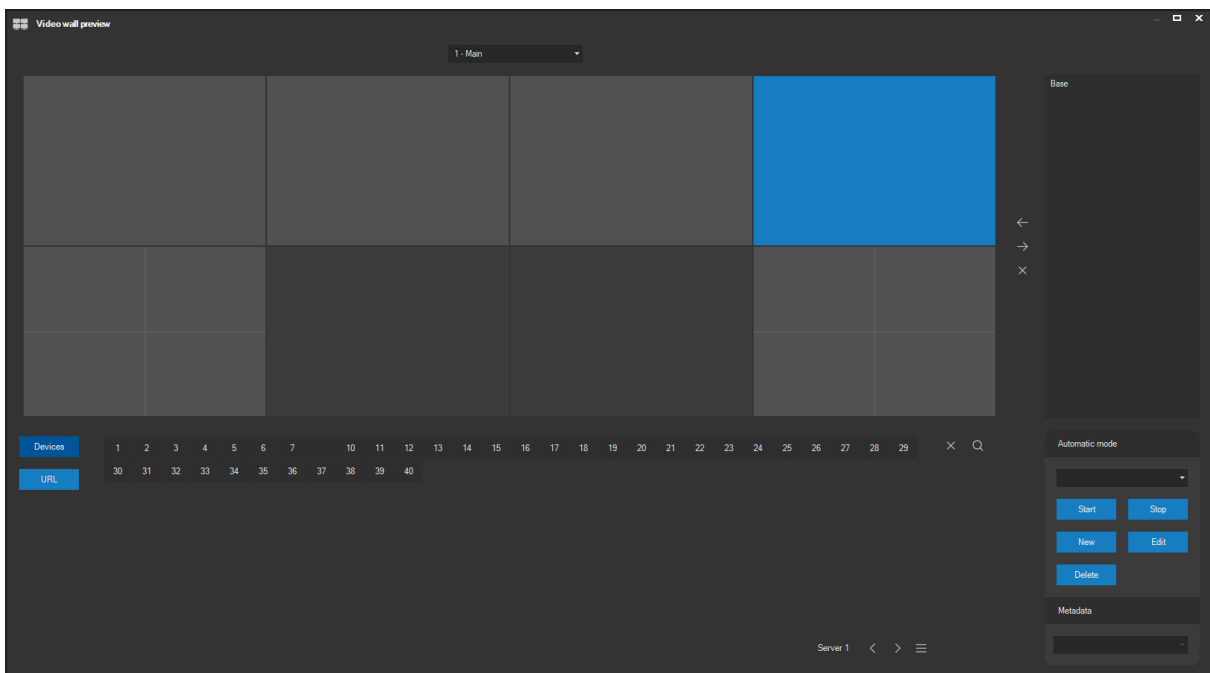 Video wall preview
1 - Main
Base
Devices
1 2 3 4 5 6 7 10 11 12 13 14 15 16 17 18 19 20 21 22 23 24 25 26 27 28 29
30 31 32 33 34 35 36 37 38 39 40
URL
Automatic mode
Start Stop
New Edit
Delete
Metadata
Server 1